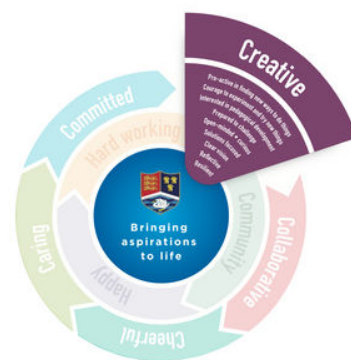 Creative
Pro-active in finding new ways to do things
Courage to experiment and try new things
Interested in pedagogical development
Prepared to challenge
Open-minded + curious
Solutions focused
Clear vision
Reflective
Resilient
Committed
Hard working
Bringing
aspirations
to life
Community
Collaborative
Caring
Happy
Cheerful